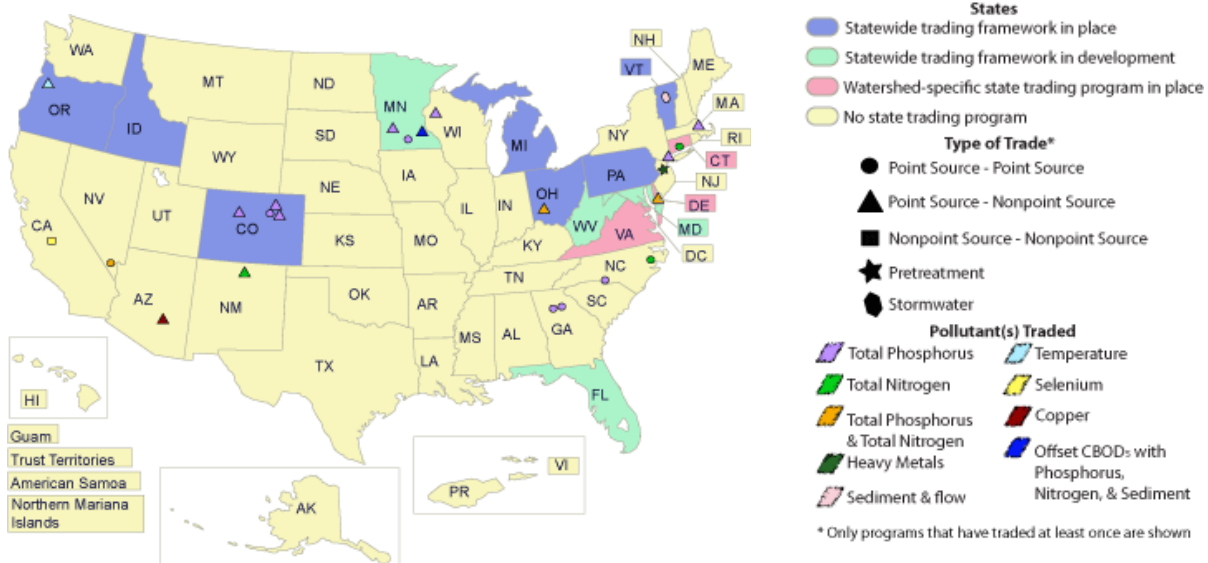 WA
OR
ID
MT
ND
MN
SD
WI
WY
NV
UT
CA
CO
NE
IA
KS
MO
IL
IN
MI
OH
KY
PA
NY
WV
VA
NC
TN
SC
GA
AL
MS
AR
LA
OK
TX
NM
AZ
FL
ME
NH
VT
MA
RI
CT
NJ
DE
MD
DC
HI
Guam
Trust Territories
American Samoa
Northern Mariana
Islands
AK
PR
VI
States
Statewide trading framework in place
Statewide trading framework in development
Watershed-specific state trading program in place
No state trading program
Type of Trade*
Point Source - Point Source
Point Source - Nonpoint Source
Nonpoint Source - Nonpoint Source
Pretreatment
Stormwater
Pollutant(s) Traded
Total Phosphorus
Total Nitrogen
Total Phosphorus
& Total Nitrogen
Heavy Metals
Sediment & flow
Temperature
Selenium
Copper
Offset CBOD₅ with
Phosphorus,
Nitrogen, & Sediment
* Only programs that have traded at least once are shown